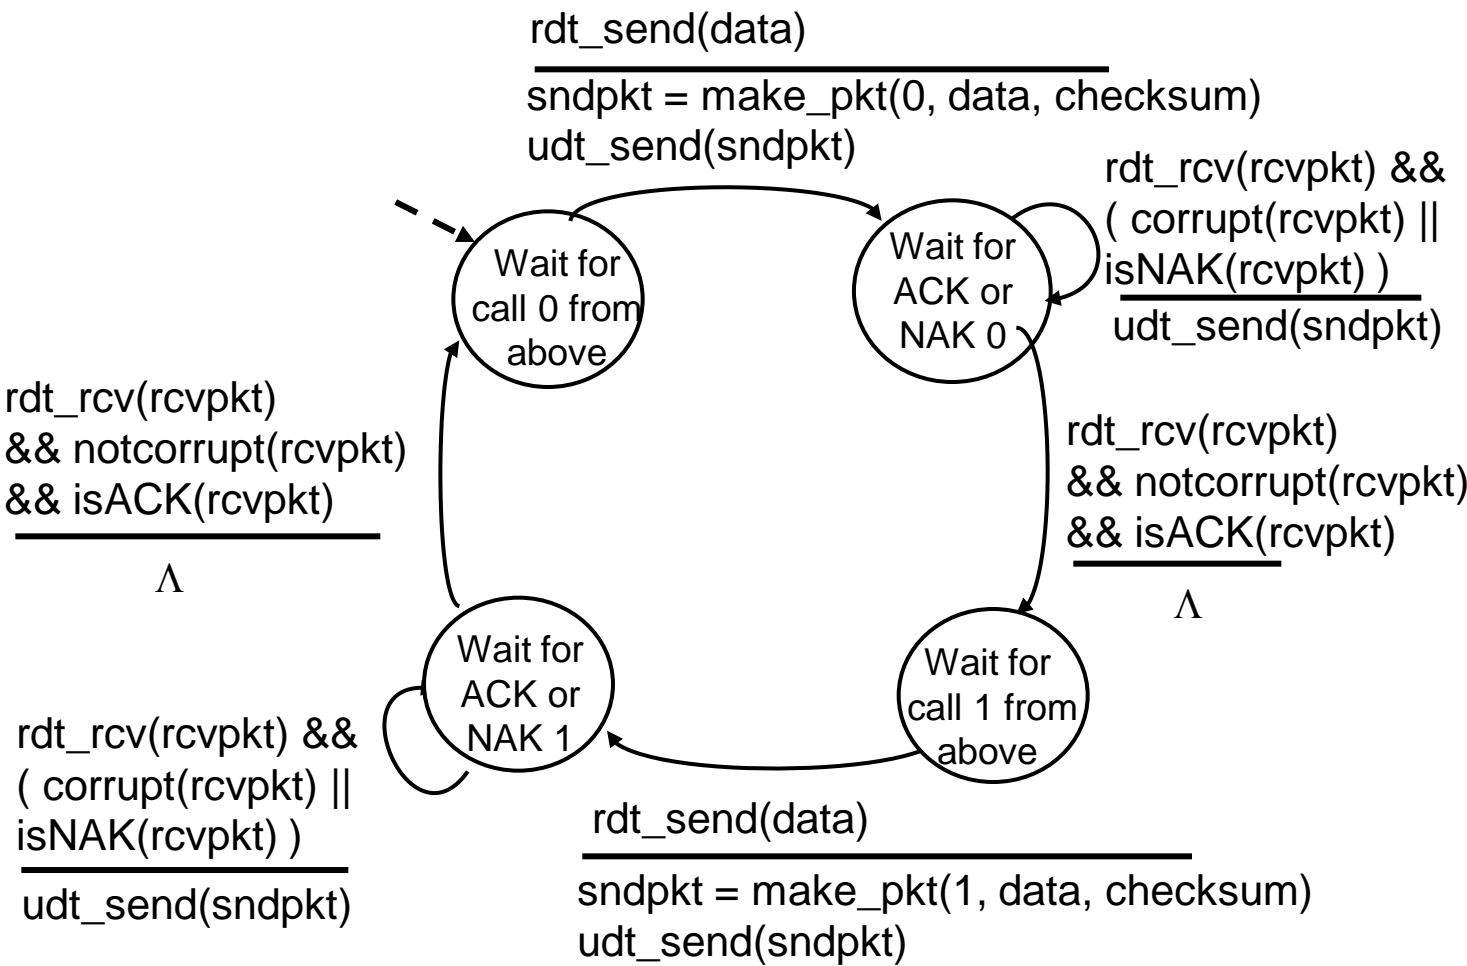 rdt_send(data)
sndpkt = make_pkt(0, data, checksum)
udt_send(sndpkt)
rdt_rcv(rcvpkt) &&
( corrupt(rcvpkt) ||
isNAK(rcvpkt) )
udt_send(sndpkt)
Wait for
call 0 from
above
Wait for
ACK or
NAK 0
rdt_rcv(rcvpkt)
&& notcorrupt(rcvpkt)
&& isACK(rcvpkt)
Λ
rdt_rcv(rcvpkt)
&& notcorrupt(rcvpkt)
&& isACK(rcvpkt)
Λ
Wait for
ACK or
NAK 1
Wait for
call 1 from
above
rdt_rcv(rcvpkt) &&
( corrupt(rcvpkt) ||
isNAK(rcvpkt) )
udt_send(sndpkt)
rdt_send(data)
sndpkt = make_pkt(1, data, checksum)
udt_send(sndpkt)